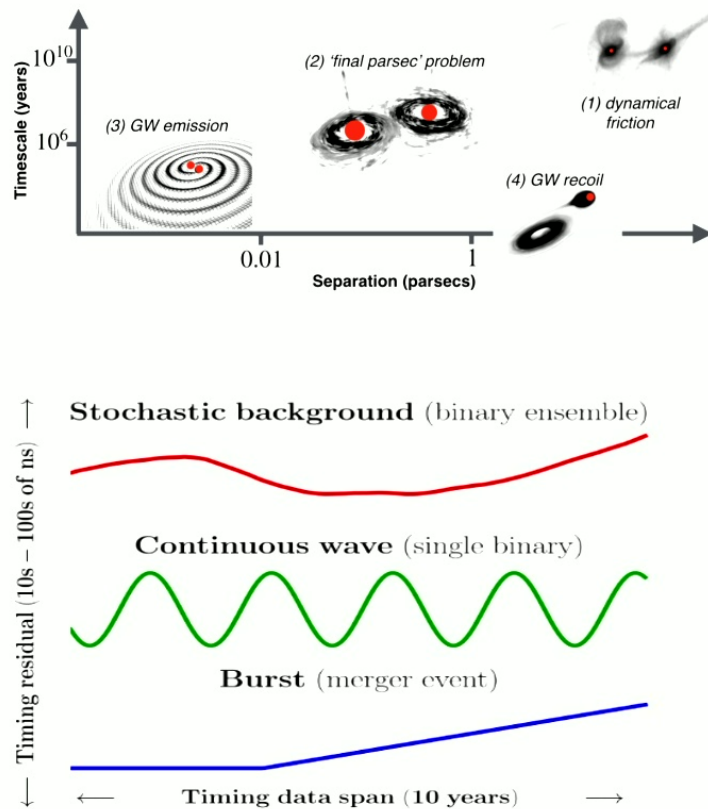 Timescale (years)
10^10
10^6
(2) 'final parsec' problem
(3) GW emission
(1) dynamical
friction
(4) GW recoil
0.01
1
Separation (parsecs)
← Timing residual (10s – 100s of ns) →
Stochastic background (binary ensemble)
Continuous wave (single binary)
Burst (merger event)
← Timing data span (10 years) →